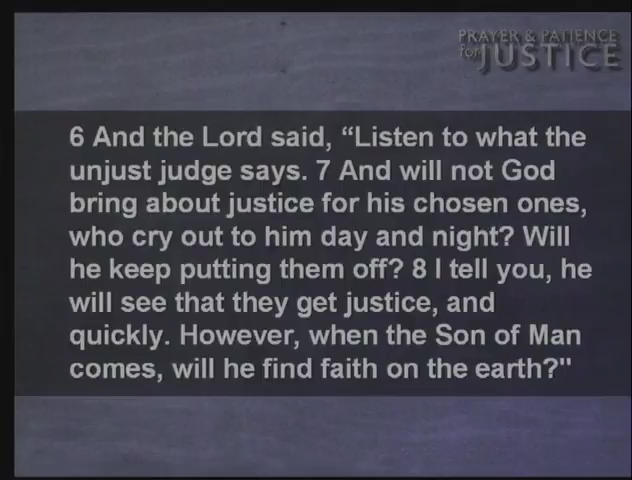 PRAYER & PATIENCE
for JUSTICE
6 And the Lord said, “Listen to what the
unjust judge says. 7 And will not God
bring about justice for his chosen ones,
who cry out to him day and night? Will
he keep putting them off? 8 I tell you, he
will see that they get justice, and
quickly. However, when the Son of Man
comes, will he find faith on the earth?"